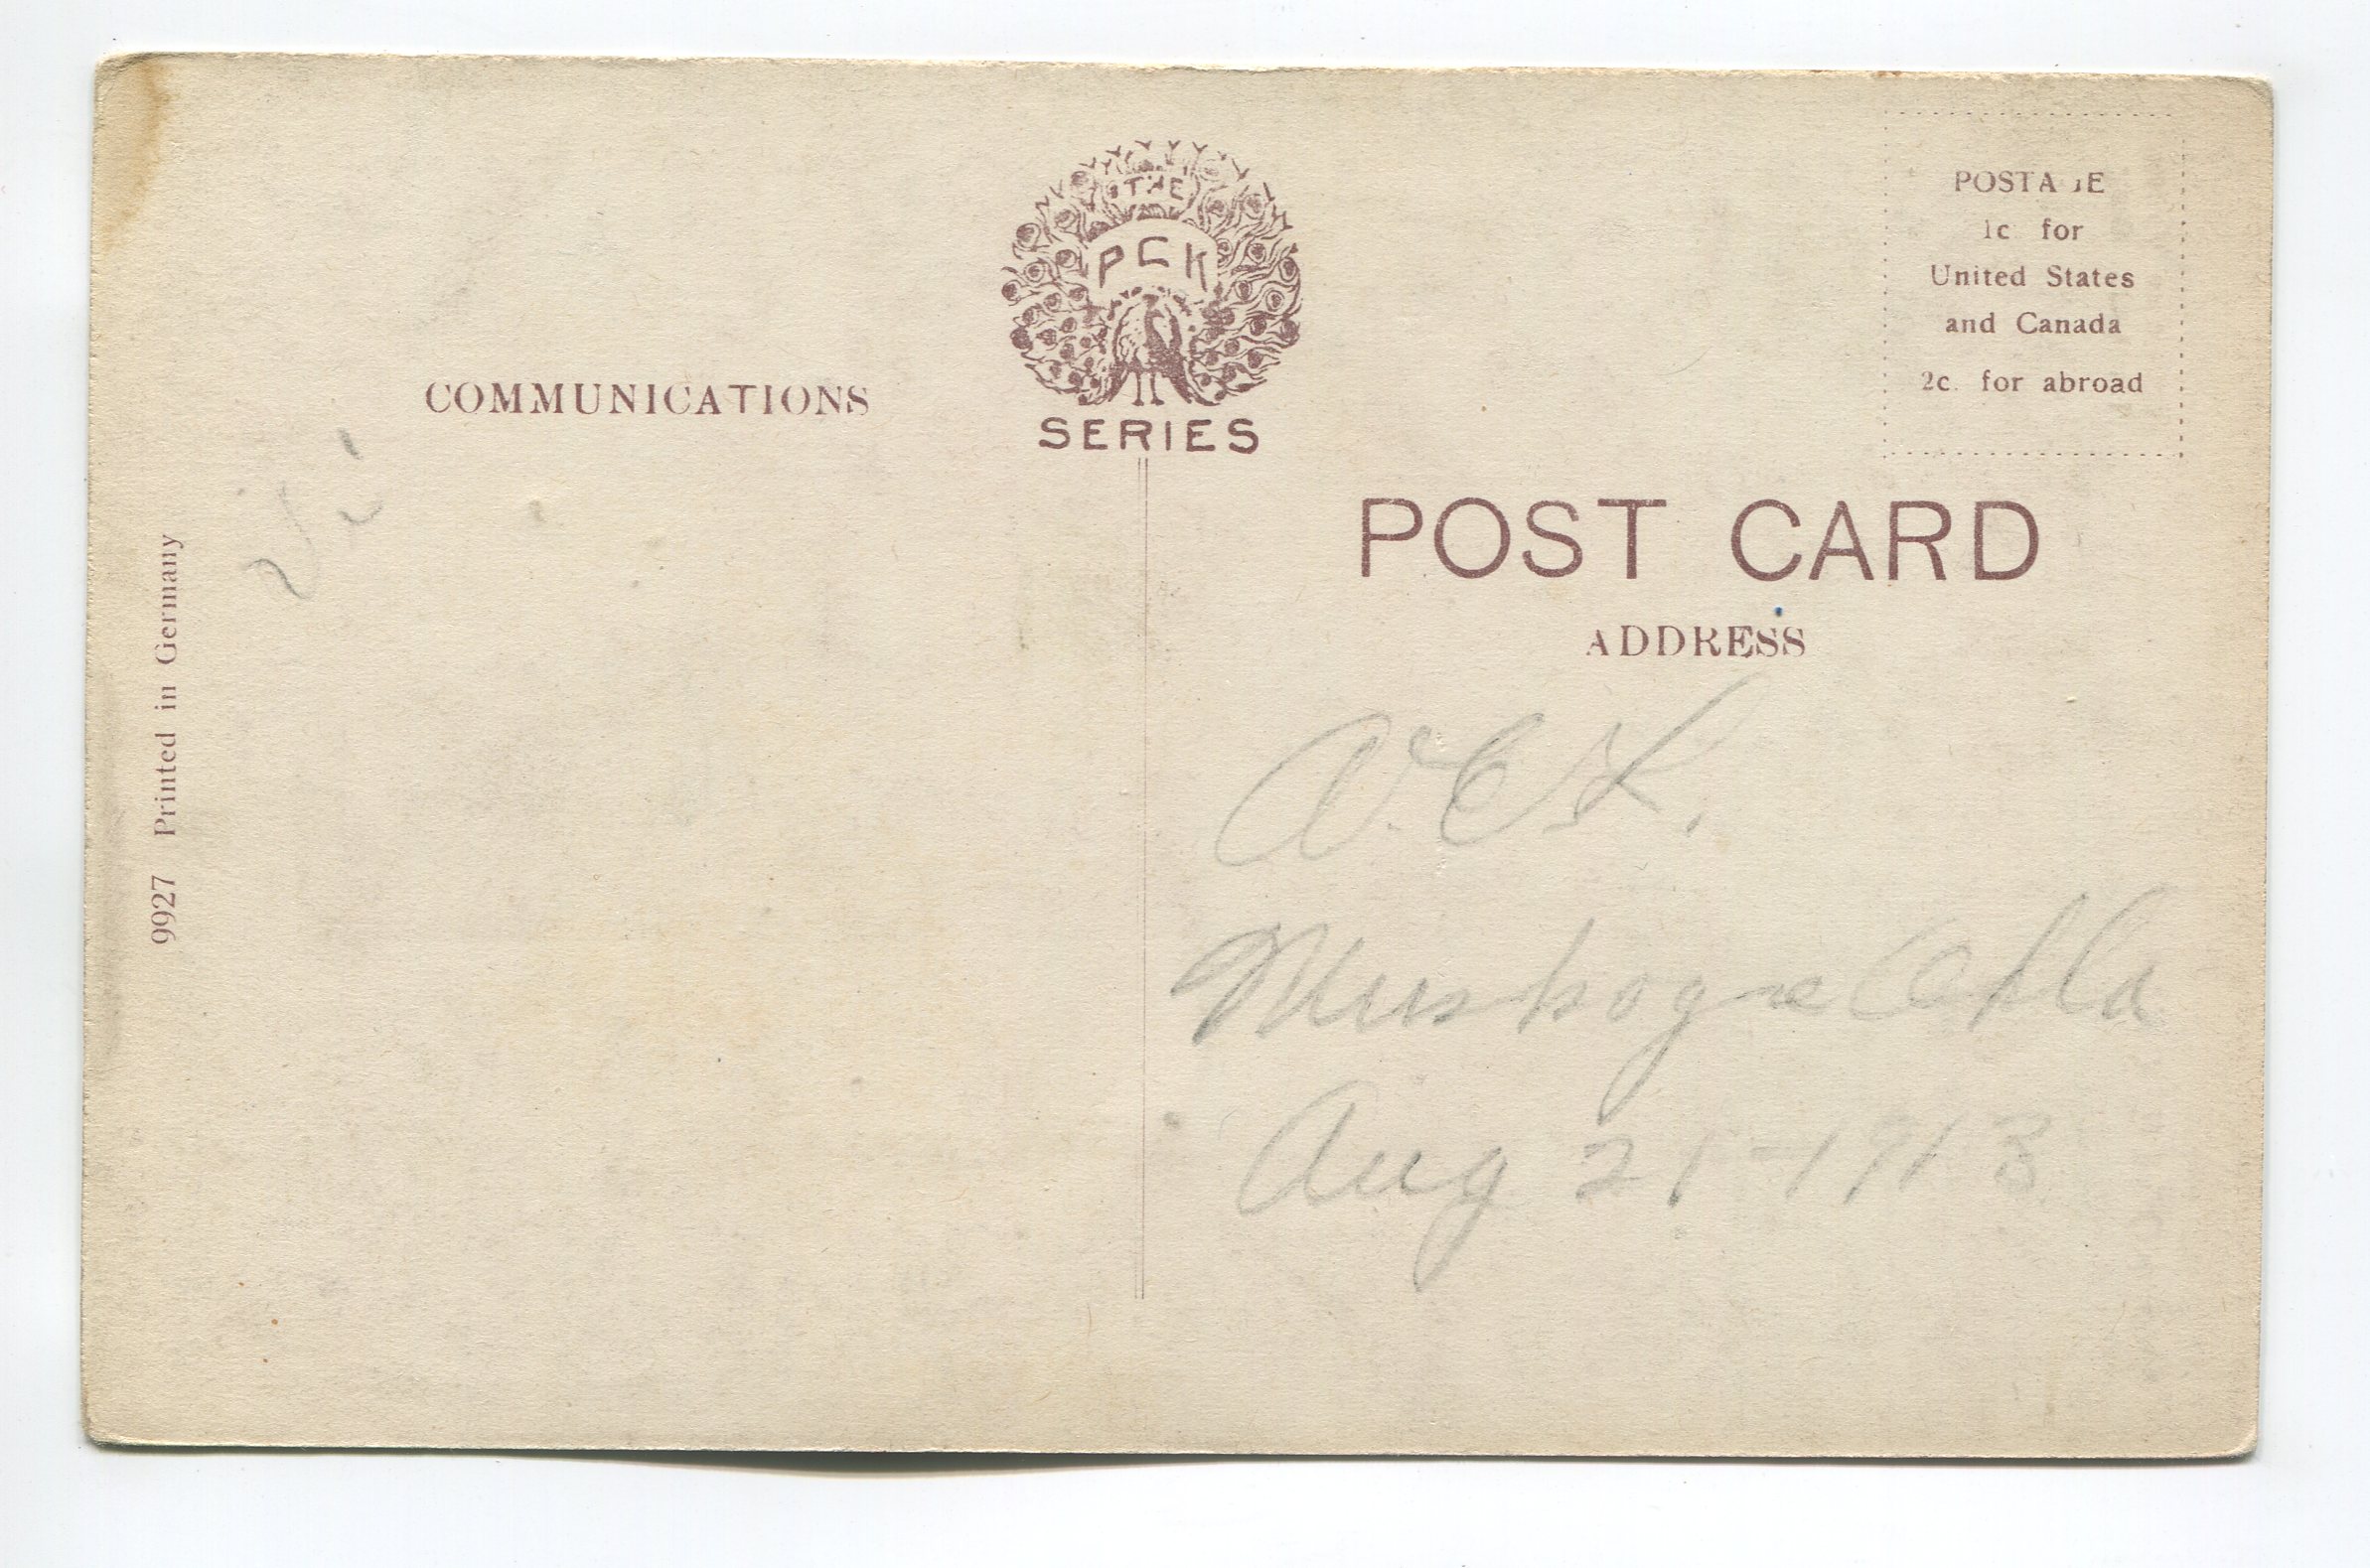 THE
PCK
SERIES
COMMUNICATIONS
POSTAGE
1c for
United States
and Canada
2c. for abroad
POST CARD
ADDRESS
Muskogee Okla
Aug 21-1913
9927 Printed in Germany